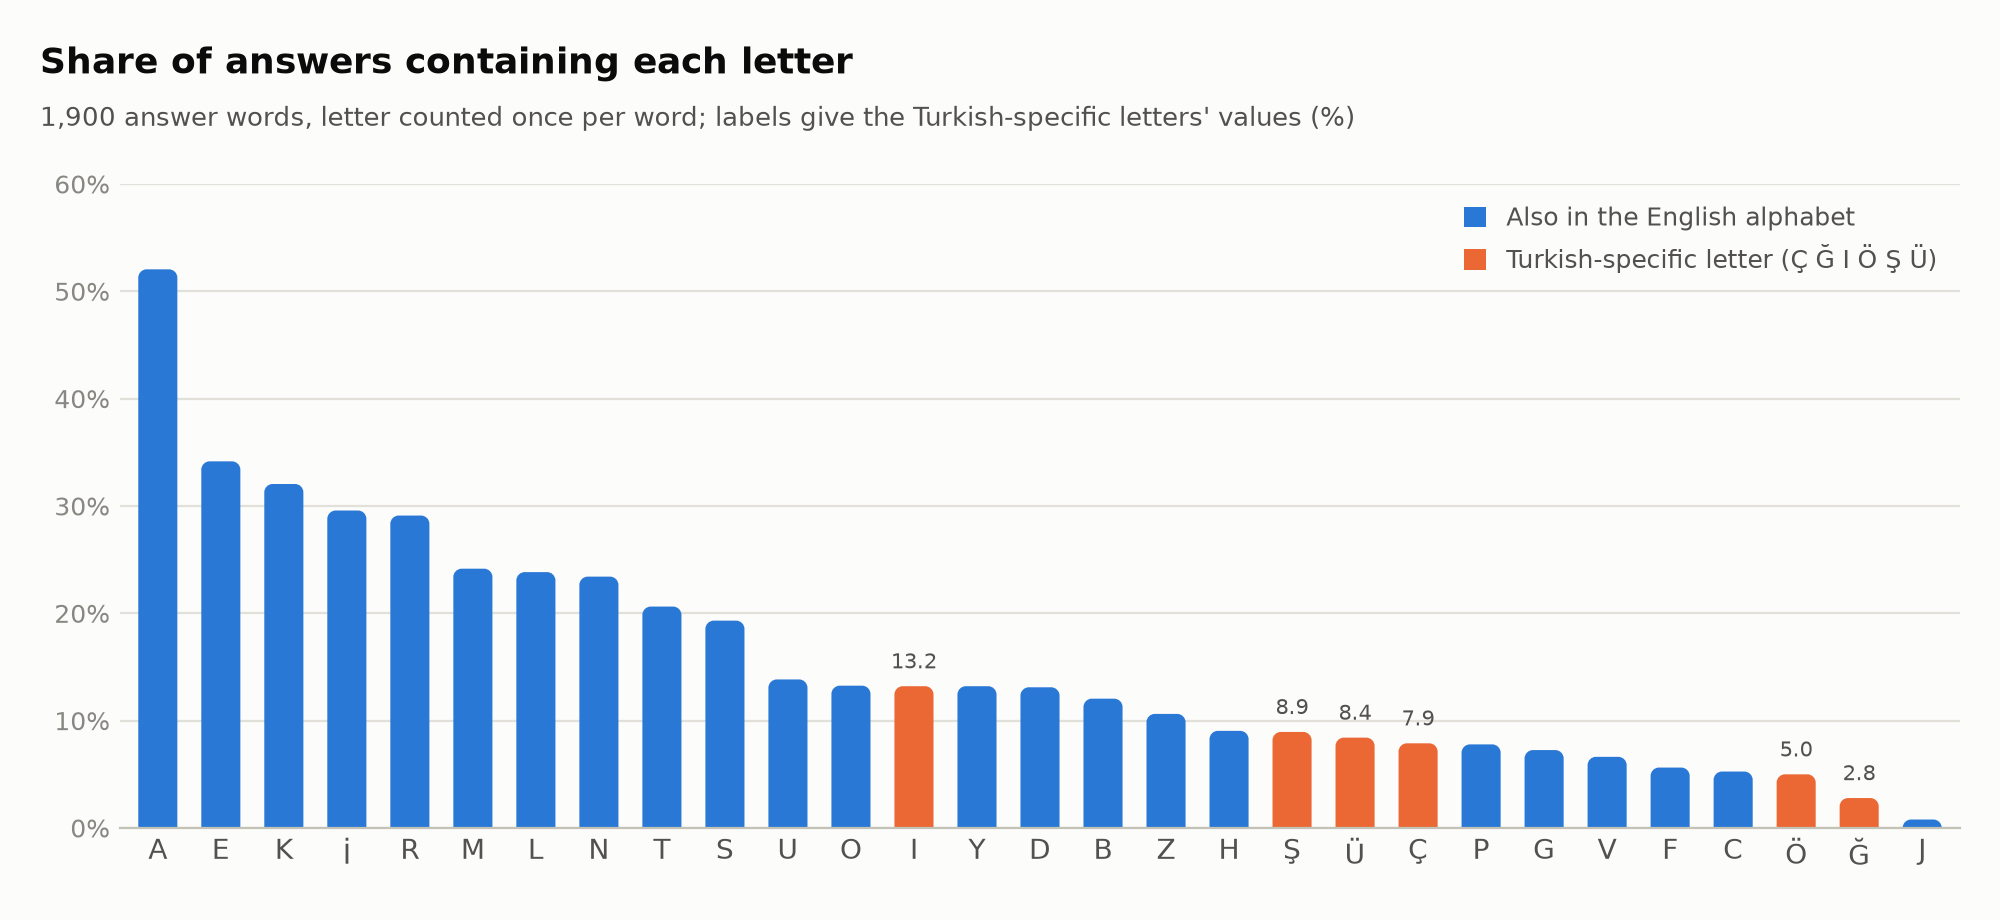 Share of answers containing each letter
1,900 answer words, letter counted once per word; labels give the Turkish-specific letters' values (%)
60%
Also in the English alphabet
Turkish-specific letter (Ç Ğ I Ö Ş Ü)
50%
40%
30%
20%
10%
0%
13.2
8.9
8.4
7.9
5.0
2.8
A E K İ R M L N T S U O I Y D B Z H Ş Ü Ç P G V F C Ö Ğ J